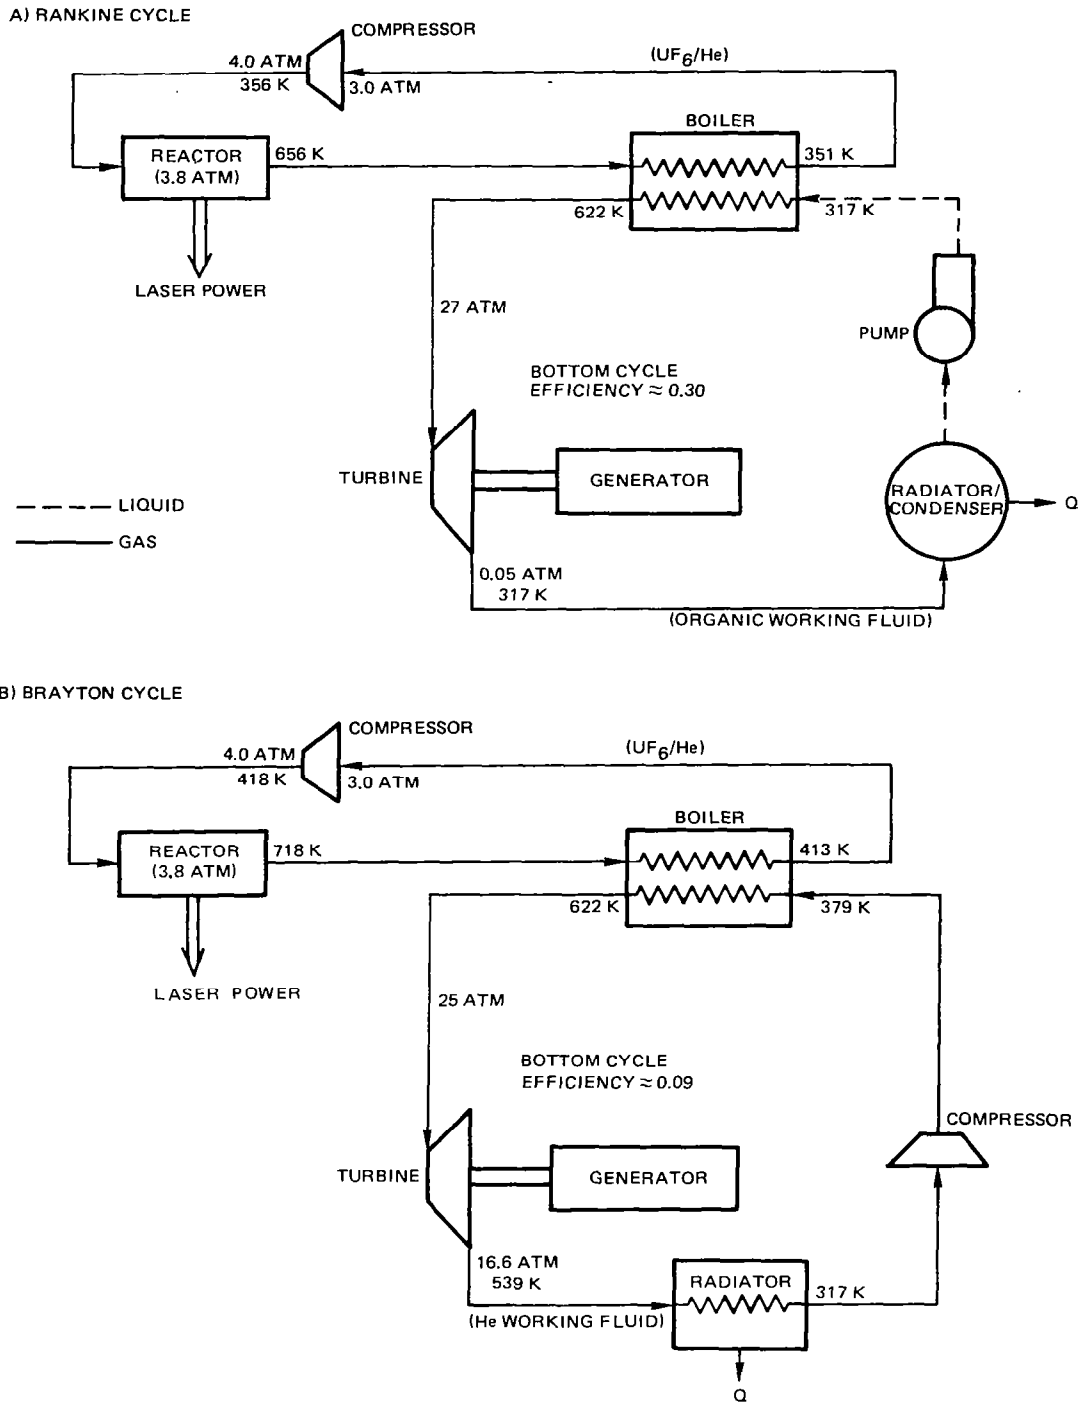 A) RANKINE CYCLE
COMPRESSOR
4.0 ATM
356 K
3.0 ATM
(UF6/He)
BOILER
REACTOR
(3.8 ATM)
656 K
351 K
622 K
317 K
LASER POWER
27 ATM
PUMP
BOTTOM CYCLE
EFFICIENCY ≈ 0.30
TURBINE
GENERATOR
RADIATOR/
CONDENSER
Q
LIQUID
GAS
0.05 ATM
317 K
(ORGANIC WORKING FLUID)
B) BRAYTON CYCLE
COMPRESSOR
4.0 ATM
418 K
3.0 ATM
(UF6/He)
BOILER
REACTOR
(3.8 ATM)
718 K
413 K
622 K
379 K
LASER POWER
25 ATM
BOTTOM CYCLE
EFFICIENCY ≈ 0.09
COMPRESSOR
TURBINE
GENERATOR
16.6 ATM
539 K
RADIATOR
317 K
(He WORKING FLUID)
Q